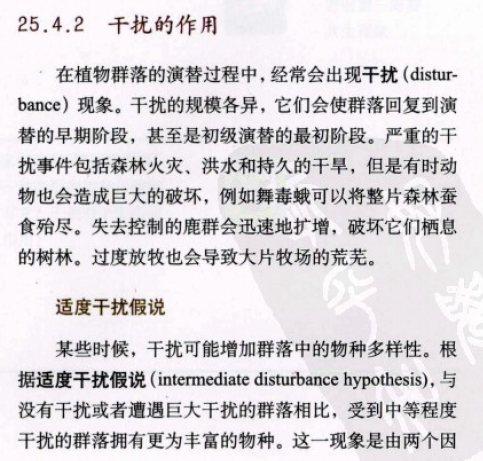 25.4.2 干扰的作用
在植物群落的演替过程中，经常会出现干扰（distur-
bance）现象。干扰的规模各异，它们会使群落回复到演
替的早期阶段，甚至是初级演替的最初阶段。严重的干
扰事件包括森林火灾、洪水和持久的干旱，但是有时动
物也会造成巨大的破坏，例如舞毒蛾可以将整片森林蚕
食殆尽。失去控制的鹿群会迅速地扩增，破坏它们栖息
的树林。过度放牧也会导致大片牧场的荒芜。
适度干扰假说
某些时候，干扰可能增加群落中的物种多样性。根
据适度干扰假说（intermediate disturbance hypothesis），与
没有干扰或者遭遇巨大干扰的群落相比，受到中等程度
干扰的群落拥有更为丰富的物种。这一现象是由两个因